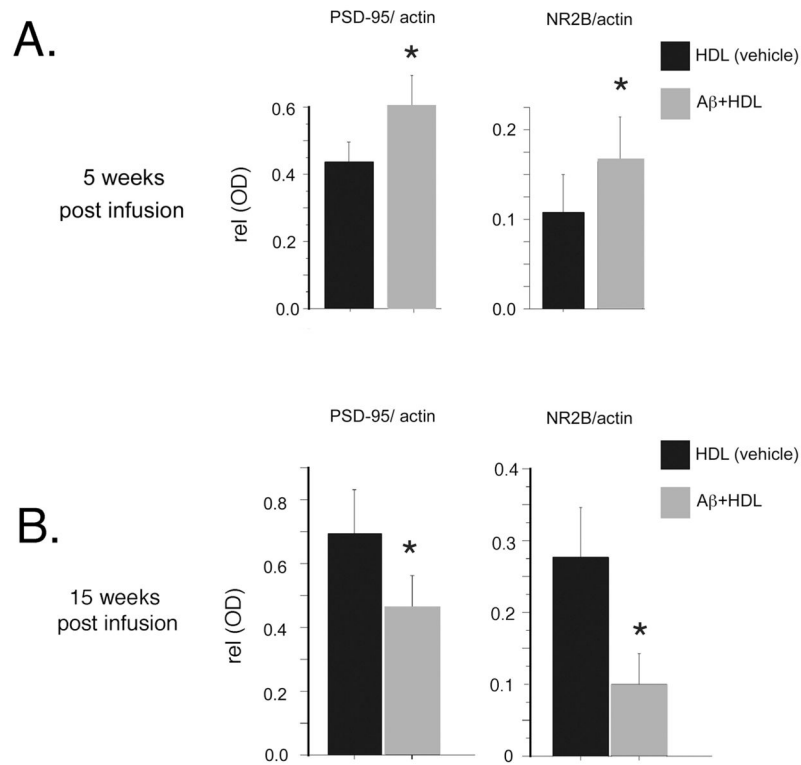 A.
PSD-95/ actin
NR2B/actin
HDL (vehicle)
Aβ+HDL
*
*
5 weeks
post infusion
rel (OD)
0.6
0.4
0.2
0.0
0.2
0.1
0.0
B.
PSD-95/ actin
NR2B/actin
HDL (vehicle)
Aβ+HDL
*
*
15 weeks
post infusion
rel (OD)
0.8
0.6
0.4
0.2
0.0
0.4
0.3
0.2
0.1
0